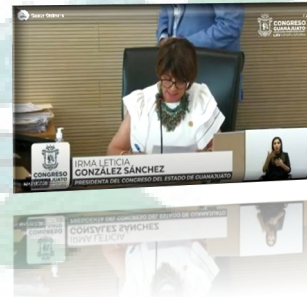 CONGRESO
GUANAJUATO
CONGRESO
GUANAJUATO
IRMA LETICIA
GONZÁLEZ SÁNCHEZ
PRESIDENTA DEL CONGRESO DEL ESTADO DE GUANAJUATO